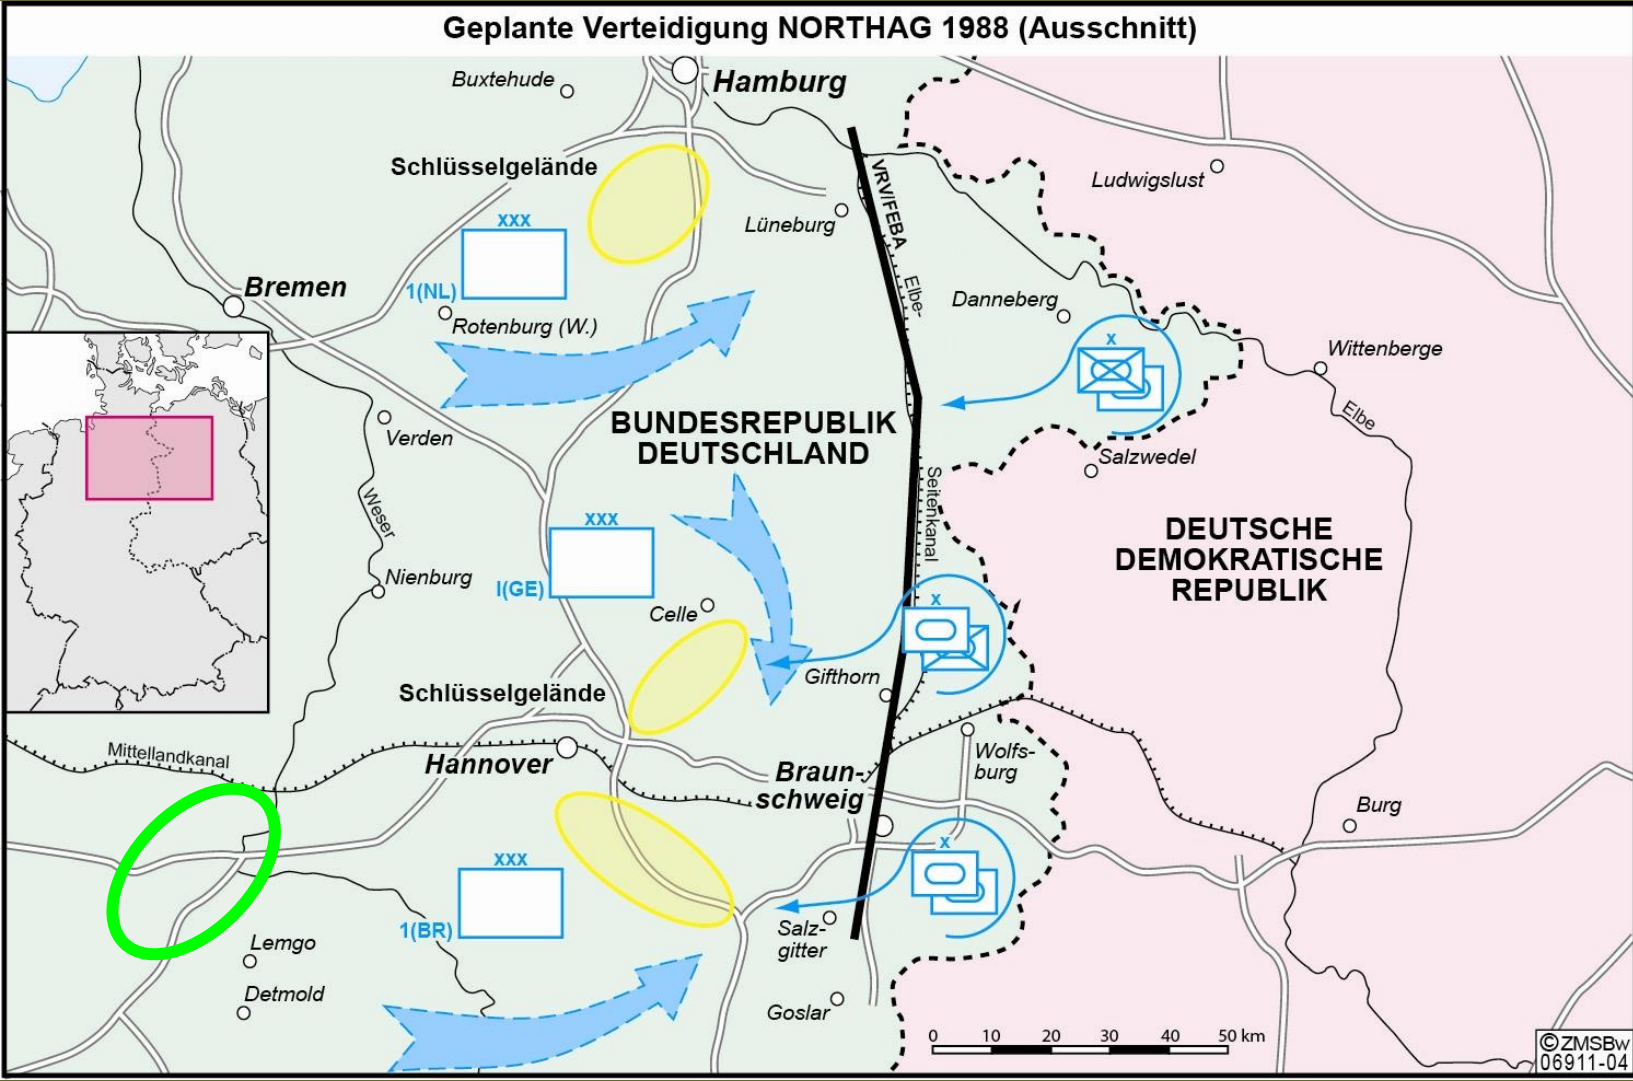 Geplante Verteidigung NORTHAG 1988 (Ausschnitt)
Buxtehude
Hamburg
Schlüsselgelände
Ludwigslust
VRV/FEBA
Lüneburg
xxx
1(NL)
Bremen
Rotenburg (W.)
Elbe-
Danneberg
x
Wittenberge
Elbe
Verden
BUNDESREPUBLIK
DEUTSCHLAND
Salzwedel
Seitenkanal
Weser
xxx
I(GE)
DEUTSCHE
DEMOKRATISCHE
REPUBLIK
Nienburg
Celle
x
Gifthorn
Schlüsselgelände
Mittellandkanal
Hannover
Wolfs-
burg
Braun-
schweig
Burg
xxx
1(BR)
x
Salz-
gitter
Lemgo
Detmold
Goslar
0 10 20 30 40 50 km
©ZMSBw
06911-04